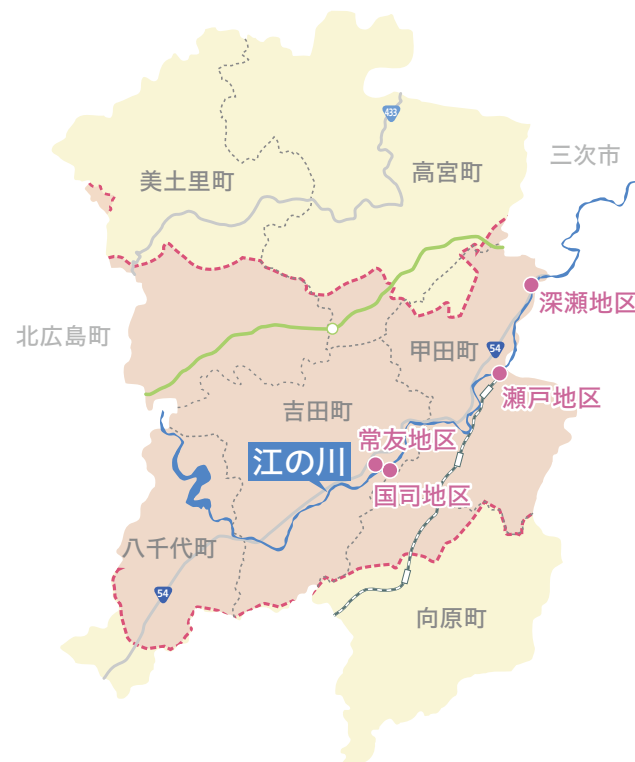 433
三次市
高宮町
美土里町
深瀬地区
北広島町
54
甲田町
瀬戸地区
吉田町
常友地区
江の川
国司地区
八千代町
54
向原町